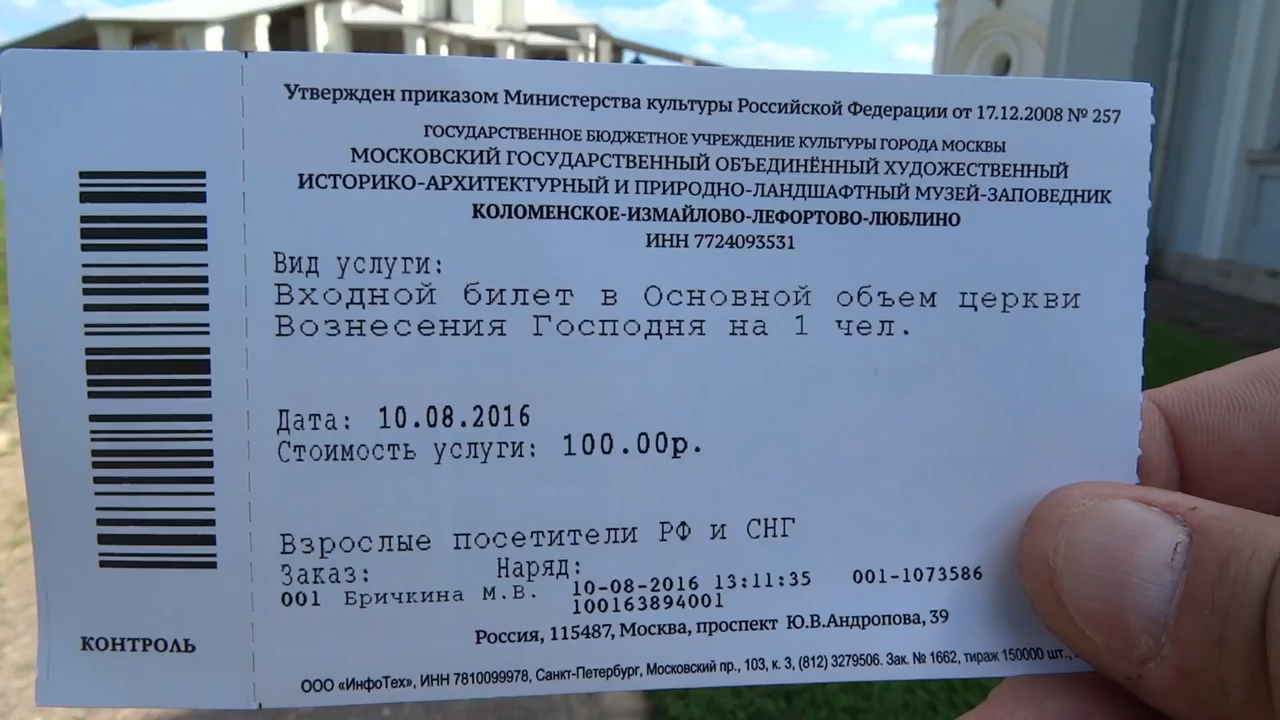 Утвержден приказом Министерства культуры Российской Федерации от 17.12.2008 № 257
ГОСУДАРСТВЕННОЕ БЮДЖЕТНОЕ УЧРЕЖДЕНИЕ КУЛЬТУРЫ ГОРОДА МОСКВЫ
МОСКОВСКИЙ ГОСУДАРСТВЕННЫЙ ОБЪЕДИНЁННЫЙ ХУДОЖЕСТВЕННЫЙ
ИСТОРИКО-АРХИТЕКТУРНЫЙ И ПРИРОДНО-ЛАНДШАФТНЫЙ МУЗЕЙ-ЗАПОВЕДНИК
КОЛОМЕНСКОЕ-ИЗМАЙЛОВО-ЛЕФОРТОВО-ЛЮБЛИНО
ИНН 7724093531
Вид услуги:
Входной билет в Основной объем церкви
Вознесения Господня на 1 чел.
Дата: 10.08.2016
Стоимость услуги: 100.00р.
Взрослые посетители РФ и СНГ
Заказ: Наряд:
001 Еричкина М.В. 10-08-2016 13:11:35 001-1073586
100163894001
Россия, 115487, Москва, проспект Ю.В.Андропова, 39
ООО «ИнфоТех», ИНН 7810099978, Санкт-Петербург, Московский пр., 103, к. 3, (812) 3279506. Зак. № 1662, тираж 150000 шт.,
КОНТРОЛЬ